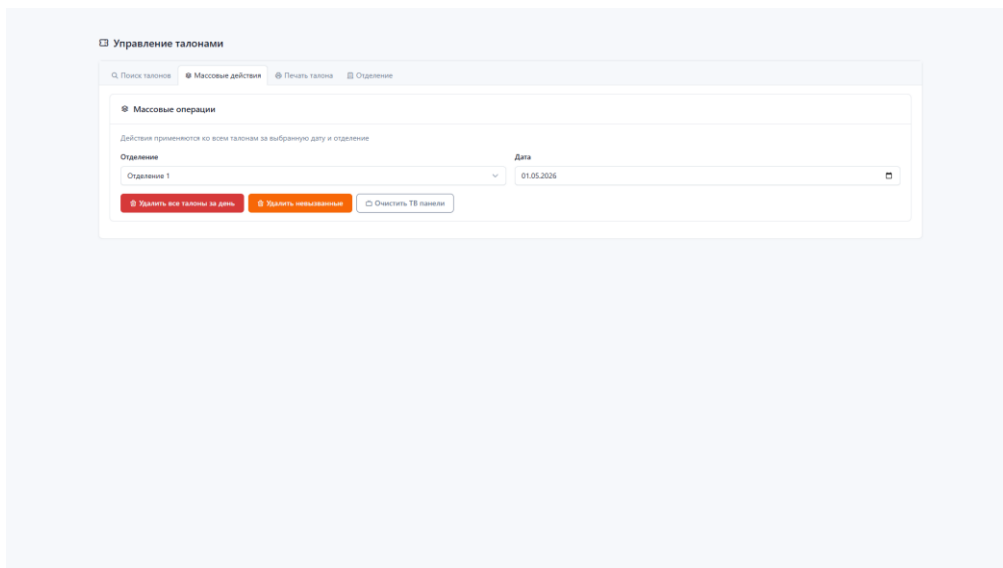 Управление талонами
Поиск талонов Массовые действия Печать талона Отделение
Массовые операции
Действия применяются ко всем талонам за выбранную дату и отделение
Отделение Дата
Отделение 1 01.05.2026
Удалить все талоны за день Удалить невызванные Очистить ТВ панели